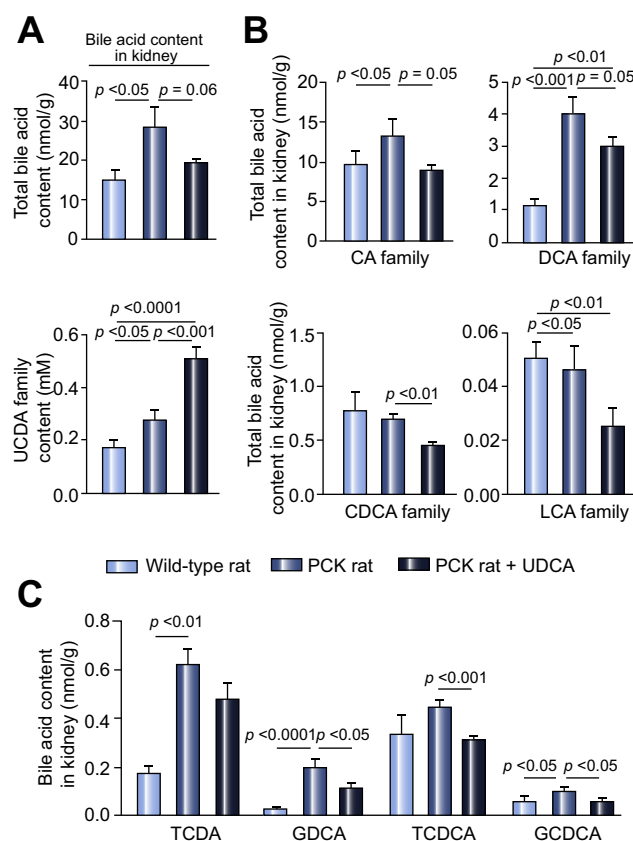 A
Bile acid content
in kidney
p <0.05 p = 0.06
Total bile acid
content (nmol/g)
40
30
20
10
0
p <0.0001
p <0.05 p <0.001
UCDA family
content (mM)
0.6
0.4
0.2
0.0
B
p <0.05 p = 0.05
Total bile acid
content in kidney (nmol/g)
20
15
10
5
0
CA family
p <0.01
p <0.001 p = 0.05
5
4
3
2
1
0
DCA family
Total bile acid
content in kidney (nmol/g)
p <0.01
1.5
1.0
0.5
0.0
CDCA family
p <0.01
p <0.05
0.06
0.04
0.02
0.00
LCA family
Wild-type rat PCK rat PCK rat + UDCA
C
Bile acid content
in kidney (nmol/g)
0.8
0.6
0.4
0.2
0.0
p <0.01
p <0.0001 p <0.05
p <0.001
p <0.05 p <0.05
TCDA GDCA TCDCA GCDCA